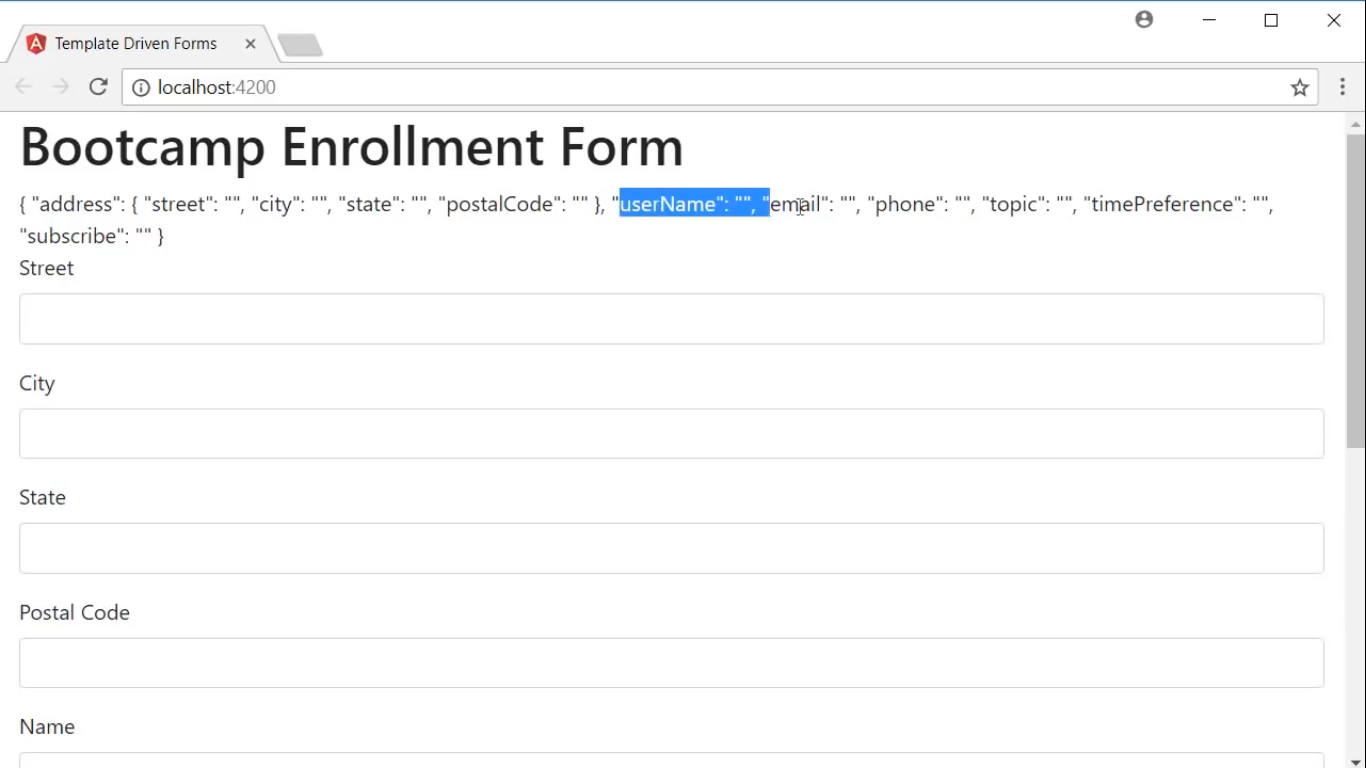 Template Driven Forms
localhost:4200
Bootcamp Enrollment Form
{ "address": { "street": "", "city": "", "state": "", "postalCode": "" }, "userName": "", "email": "", "phone": "", "topic": "", "timePreference": "",
"subscribe": "" }
Street
City
State
Postal Code
Name